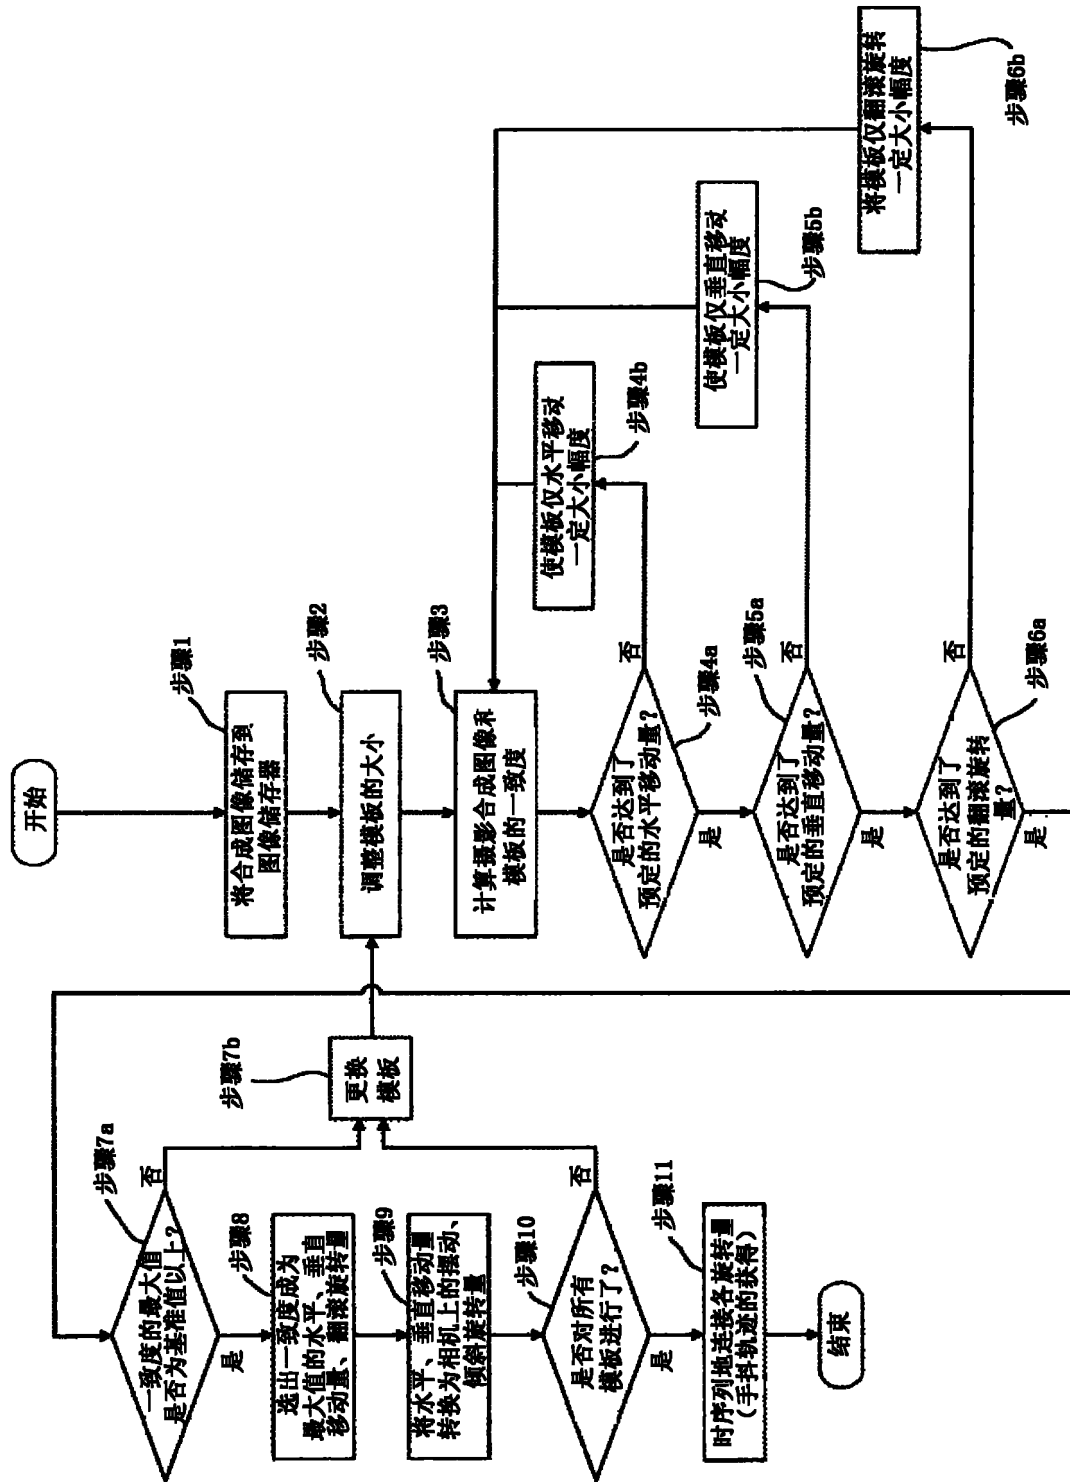 开始
步骤1
将合成图像储存到
图像储存器
步骤2
调整模板的大小
步骤3
计算摄影合成图像和
模板的一致度
步骤4a
是否达到了
预定的水平移动量?
否
是
步骤4b
使模板仅水平移动
一定大小幅度
步骤5a
是否达到了
预定的垂直移动量?
否
是
步骤5b
使模板仅垂直移动
一定大小幅度
步骤6a
是否达到了
预定的翻滚旋转
量?
否
是
步骤6b
将模板仅翻滚旋转
一定大小幅度
步骤7a
一致度的最大值
是否为基准值以上?
否
是
步骤7b
更换
模板
步骤8
选出一致度成为
最大值的水平、垂直
移动量、翻滚旋转量
步骤9
将水平、垂直移动量
转换为相机上的摆动、
倾斜旋转量
步骤10
是否对所有
模板进行了?
否
是
步骤11
时序列地连接各旋转量
(手抖轨迹的获得)
结束